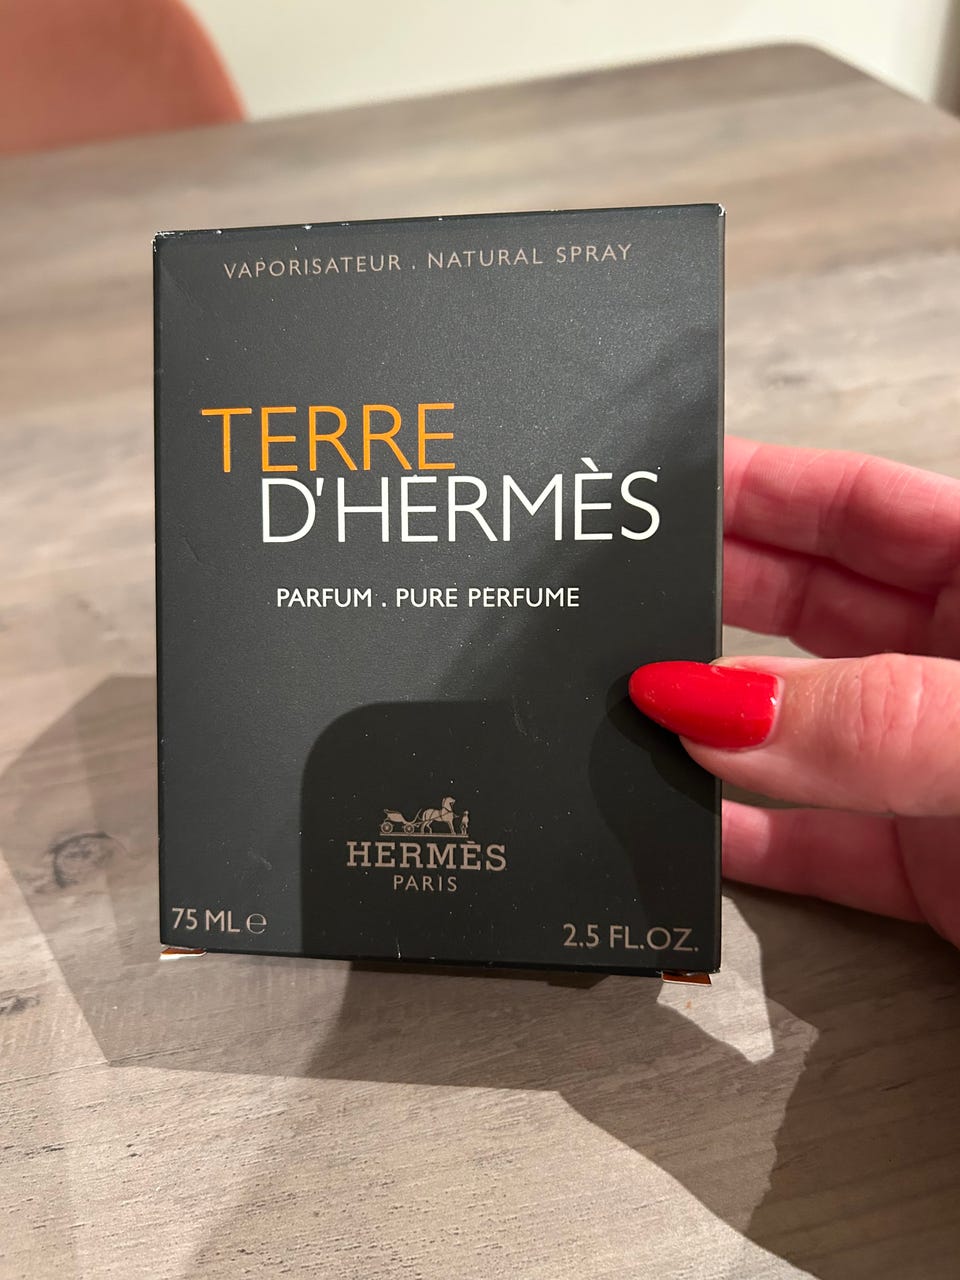 VAPORISATEUR . NATURAL SPRAY
TERRE
D'HERMÈS
PARFUM . PURE PERFUME
HERMÈS
PARIS
75 ML ℮
2.5 FL.OZ.